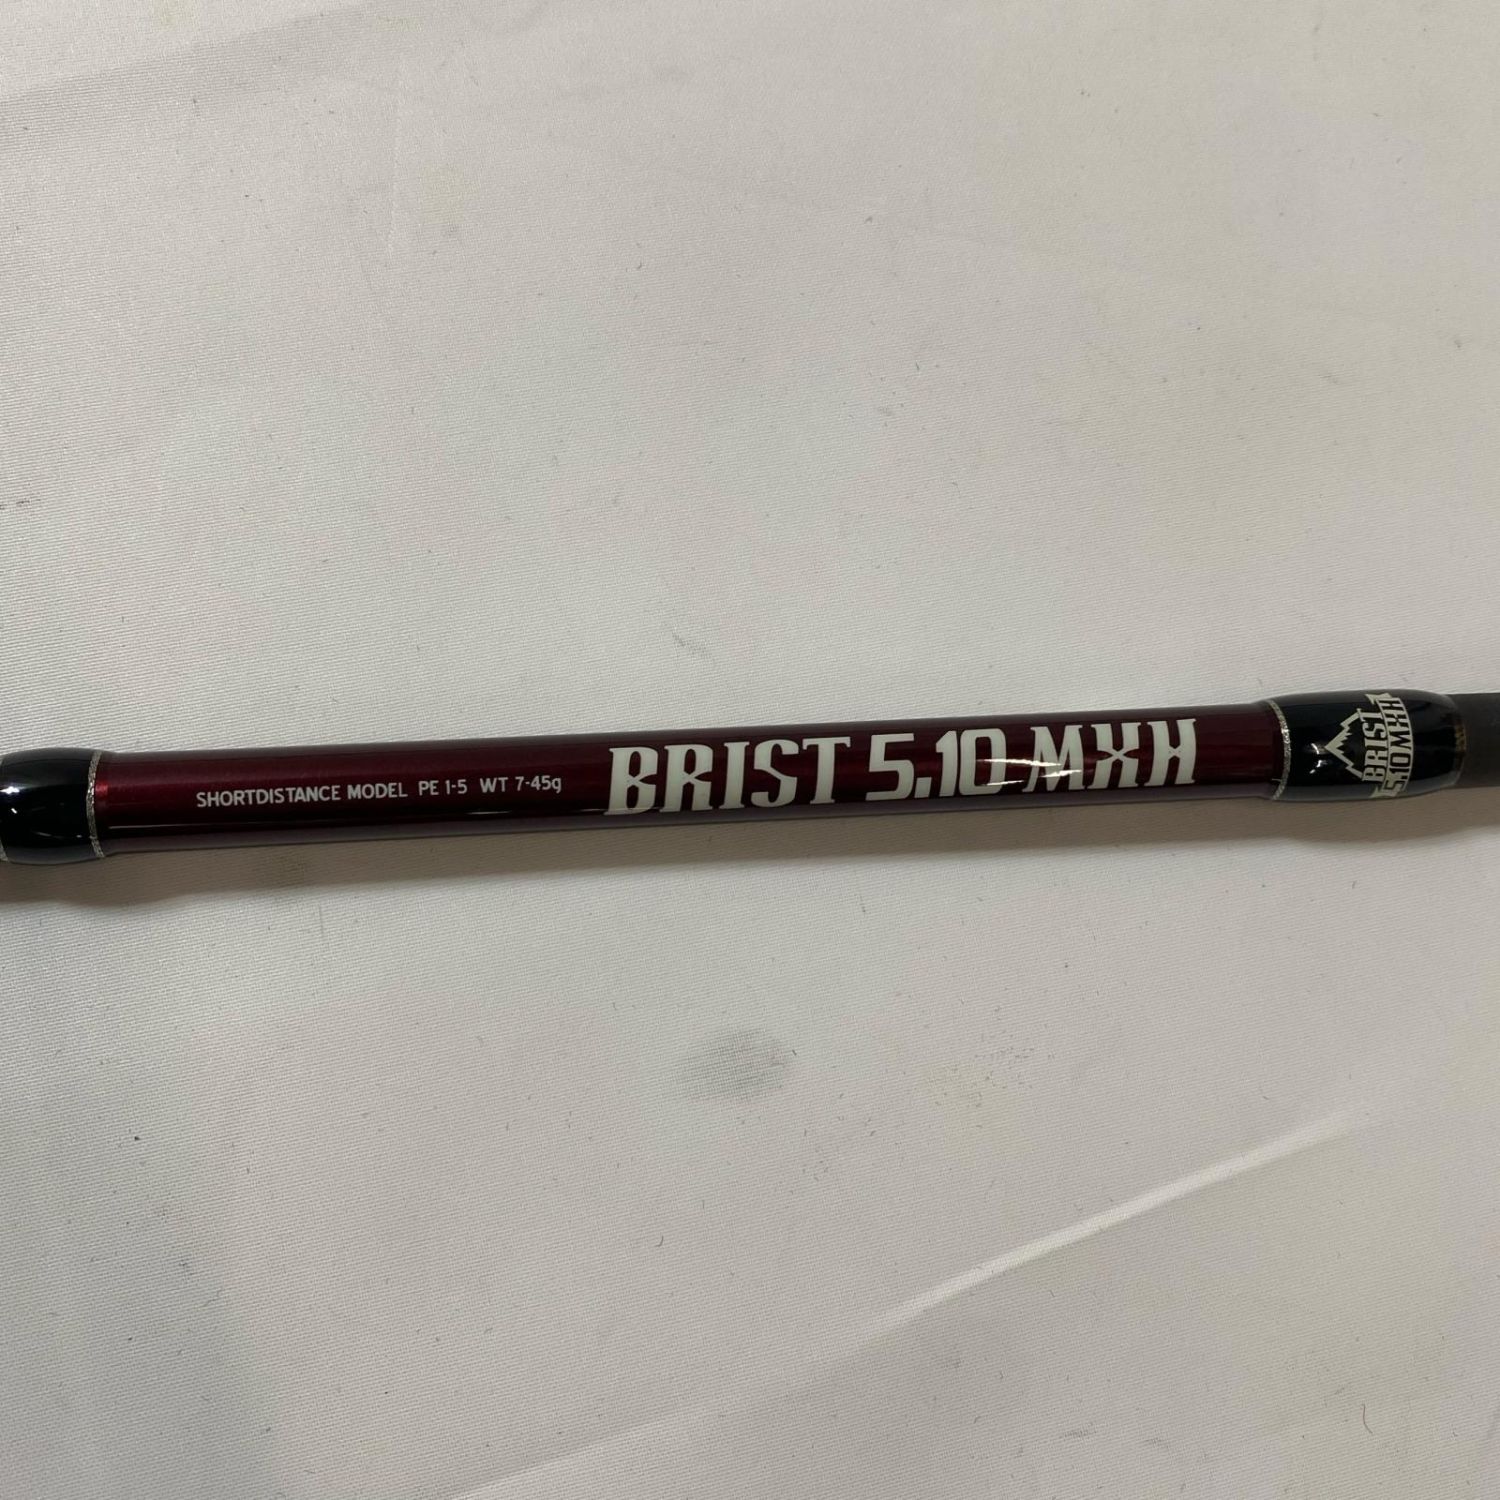 SHORTDISTANCE MODEL PE 1-5 WT 7-45g
BRIST 5.10 MXH
BRIST
5.10MXH